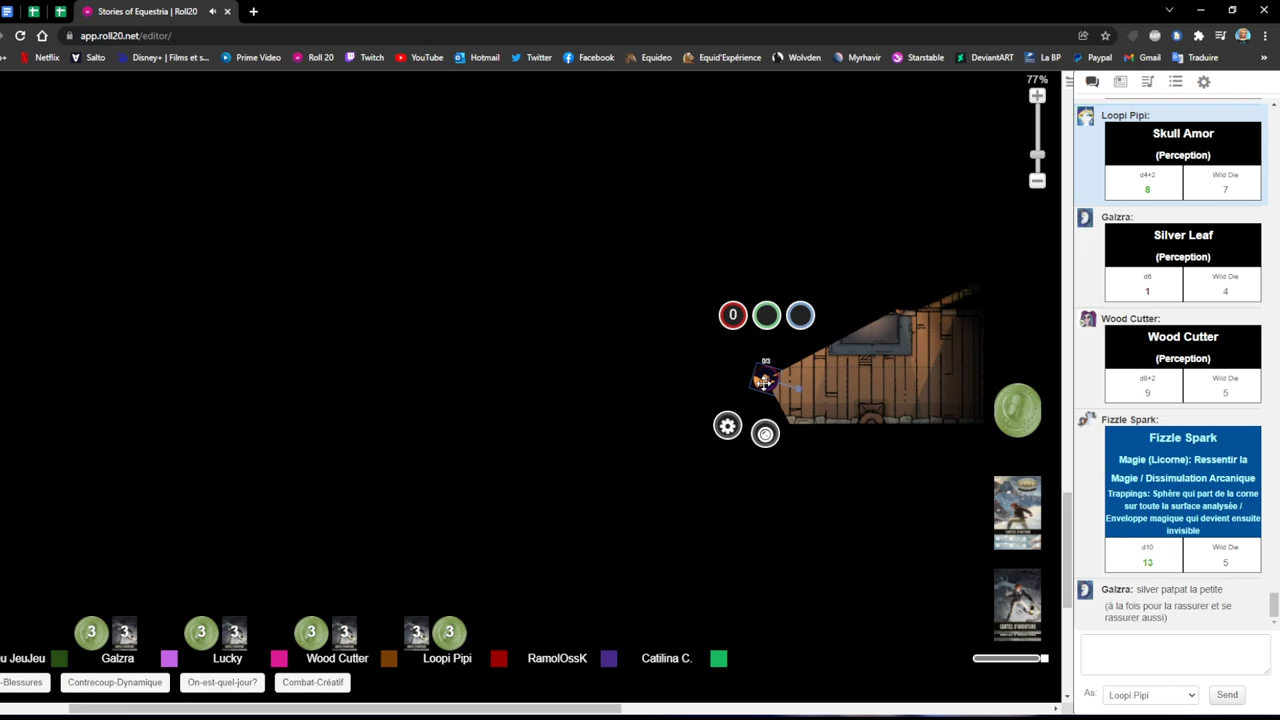 Stories of Equestria | Roll20
app.roll20.net/editor/
Netflix Salto Disney+ | Films et s... Prime Video Roll 20 Twitch YouTube Hotmail Twitter Facebook Equideo Equid'Expérience Wolvden Myrhavir Starstable DeviantART La BP Paypal Gmail Traduire »
77%
Loopi Pipi:
Skull Amor
(Perception)
d4+2 Wild Die
8 7
Galzra:
Silver Leaf
(Perception)
d6 Wild Die
1 4
Wood Cutter:
Wood Cutter
(Perception)
d8+2 Wild Die
9 5
Fizzle Spark:
Fizzle Spark
Magie (Licorne): Ressentir la
Magie / Dissimulation Arcanique
Trappings: Sphère qui part de la corne
sur toute la surface analysée /
Enveloppe magique qui devient ensuite
invisible
d10 Wild Die
13 5
Galzra: silver patpat la petite
(à la fois pour la rassurer et se
rassurer aussi)
As: Loopi Pipi Send
0
0/3
3 3 3 3 3 3 3 3
u JeuJeu Galzra Lucky Wood Cutter Loopi Pipi RamolOssK Catilina C.
-Blessures Contrecoup-Dynamique On-est-quel-jour? Combat-Créatif